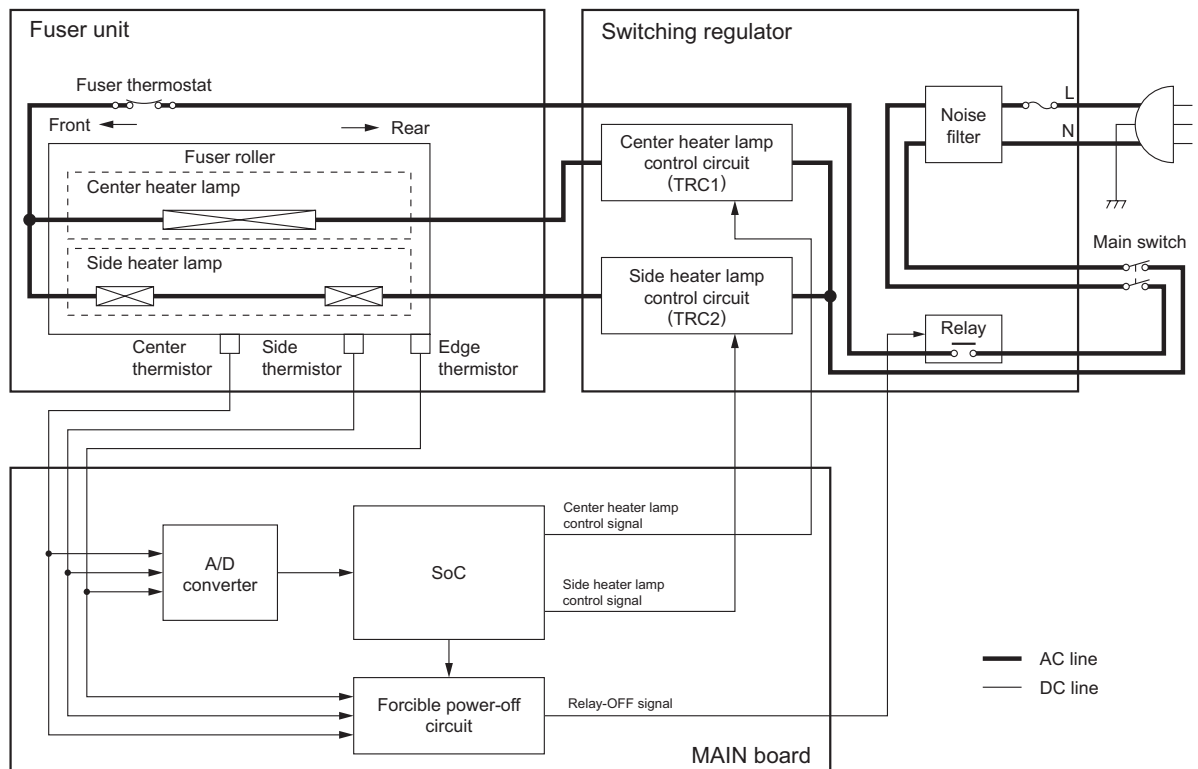 Fuser unit
Switching regulator
Fuser thermostat
Front
Rear
Fuser roller
Center heater lamp
Side heater lamp
Center heater lamp
control circuit
(TRC1)
Side heater lamp
control circuit
(TRC2)
Noise
filter
L
N
Main switch
Relay
Center
thermistor
Side
thermistor
Edge
thermistor
A/D
converter
SoC
Center heater lamp
control signal
Side heater lamp
control signal
Forcible power-off
circuit
Relay-OFF signal
AC line
DC line
MAIN board